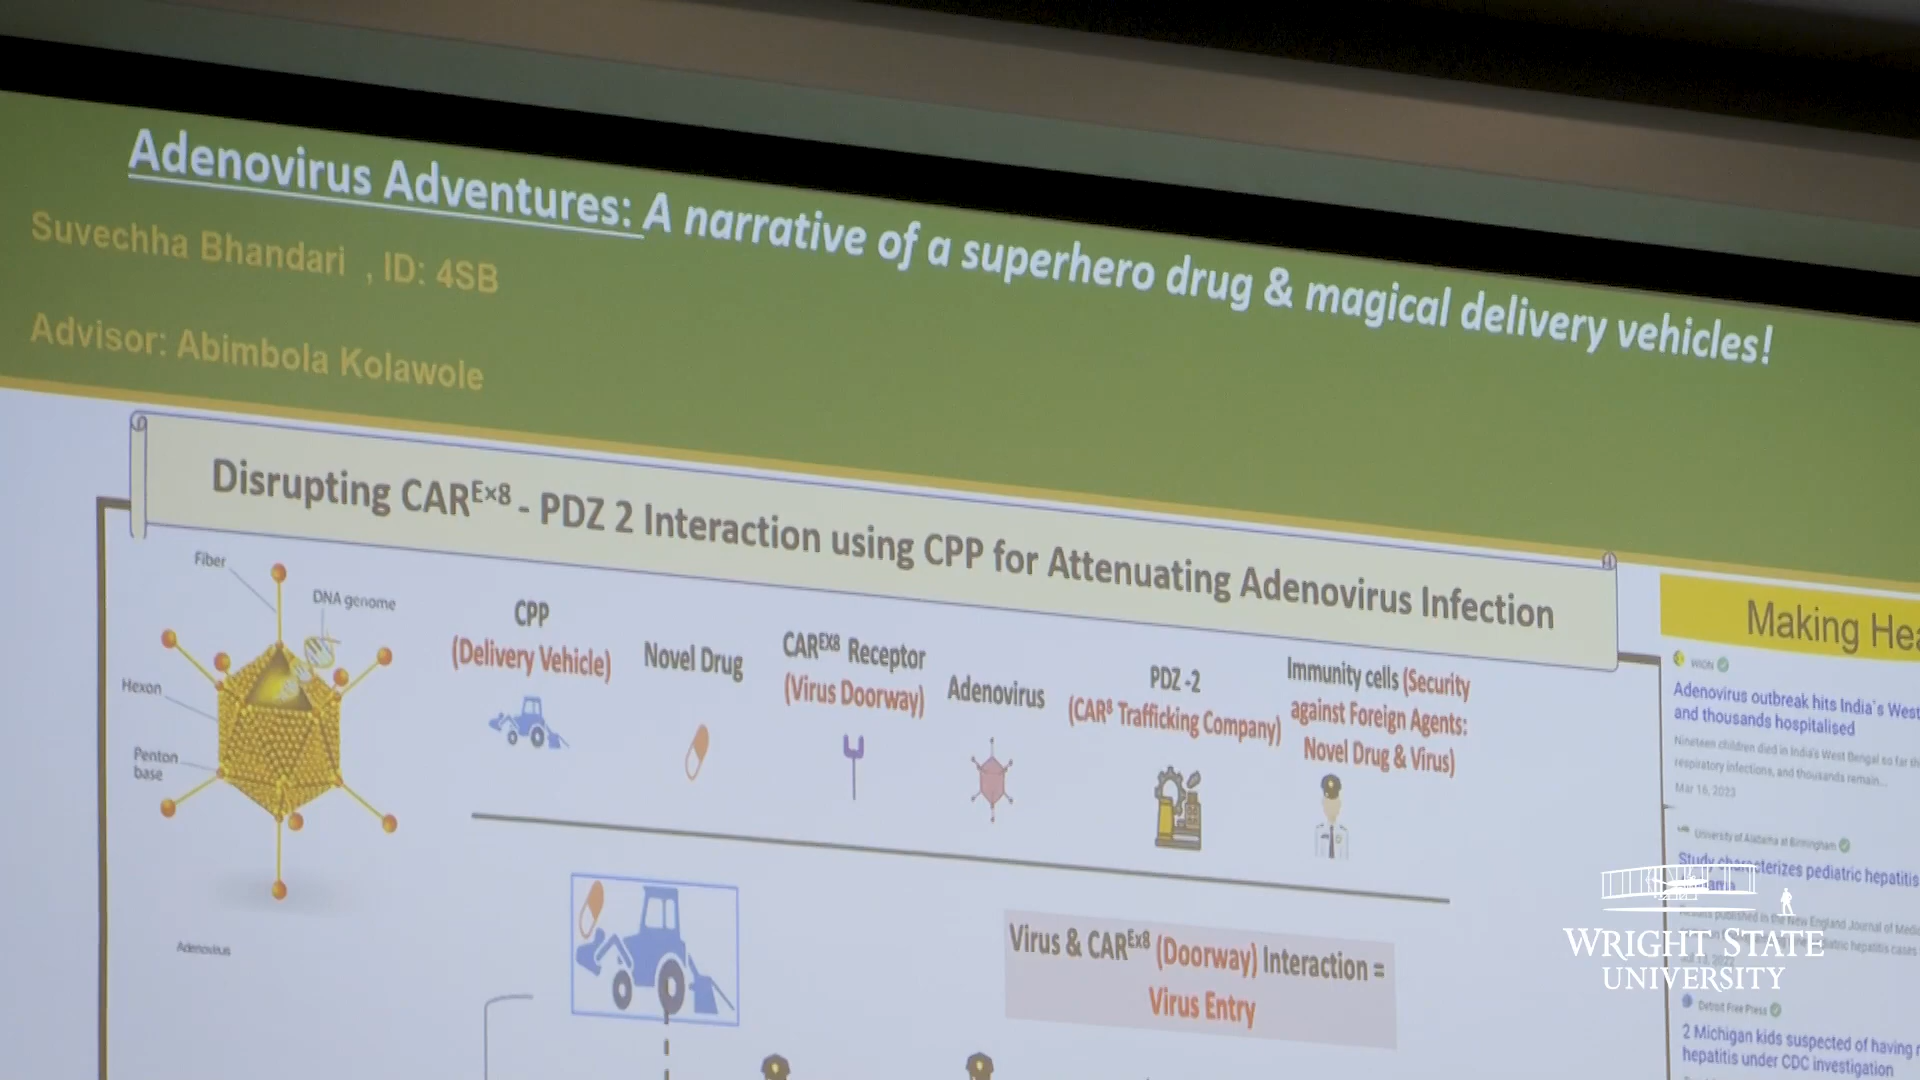 Adenovirus Adventures: A narrative of a superhero drug & magical delivery vehicles!
Suvechha Bhandari , ID: 4SB
Advisor: Abimbola Kolawole
Disrupting CARᴱˣ⁸ - PDZ 2 Interaction using CPP for Attenuating Adenovirus Infection
Fiber
DNA genome
Hexon
Penton
base
Adenovirus
CPP
(Delivery Vehicle)
Novel Drug
CARᴱˣ⁸ Receptor
(Virus Doorway)
Adenovirus
PDZ -2
(CAR⁸ Trafficking Company)
Immunity cells (Security
against Foreign Agents:
Novel Drug & Virus)
Virus & CARᴱˣ⁸ (Doorway) Interaction =
Virus Entry
Making Hea
WION
Adenovirus outbreak hits India's West
and thousands hospitalised
Nineteen children died in India's West Bengal so far
respiratory infections, and thousands remain...
Mar 16, 2023
University of Alabama at Birmingham
Study characterizes pediatric hepatitis
published in the New England Journal of
hepatitis cases
Detroit Free Press
2 Michigan kids suspected of having
hepatitis under CDC investigation
WRIGHT STATE
UNIVERSITY